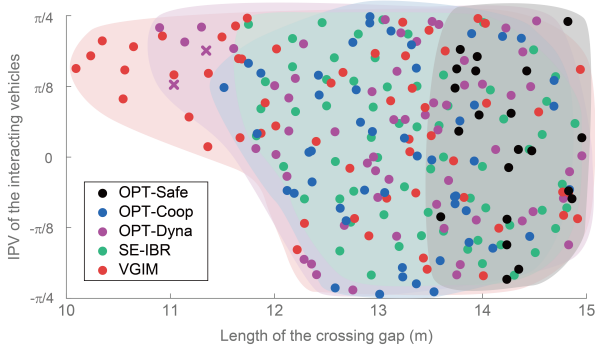 IPV of the interacting vehicles
π/4
π/8
0
-π/8
-π/4
OPT-Safe
OPT-Coop
OPT-Dyna
SE-IBR
VGIM
10 11 12 13 14 15
Length of the crossing gap (m)